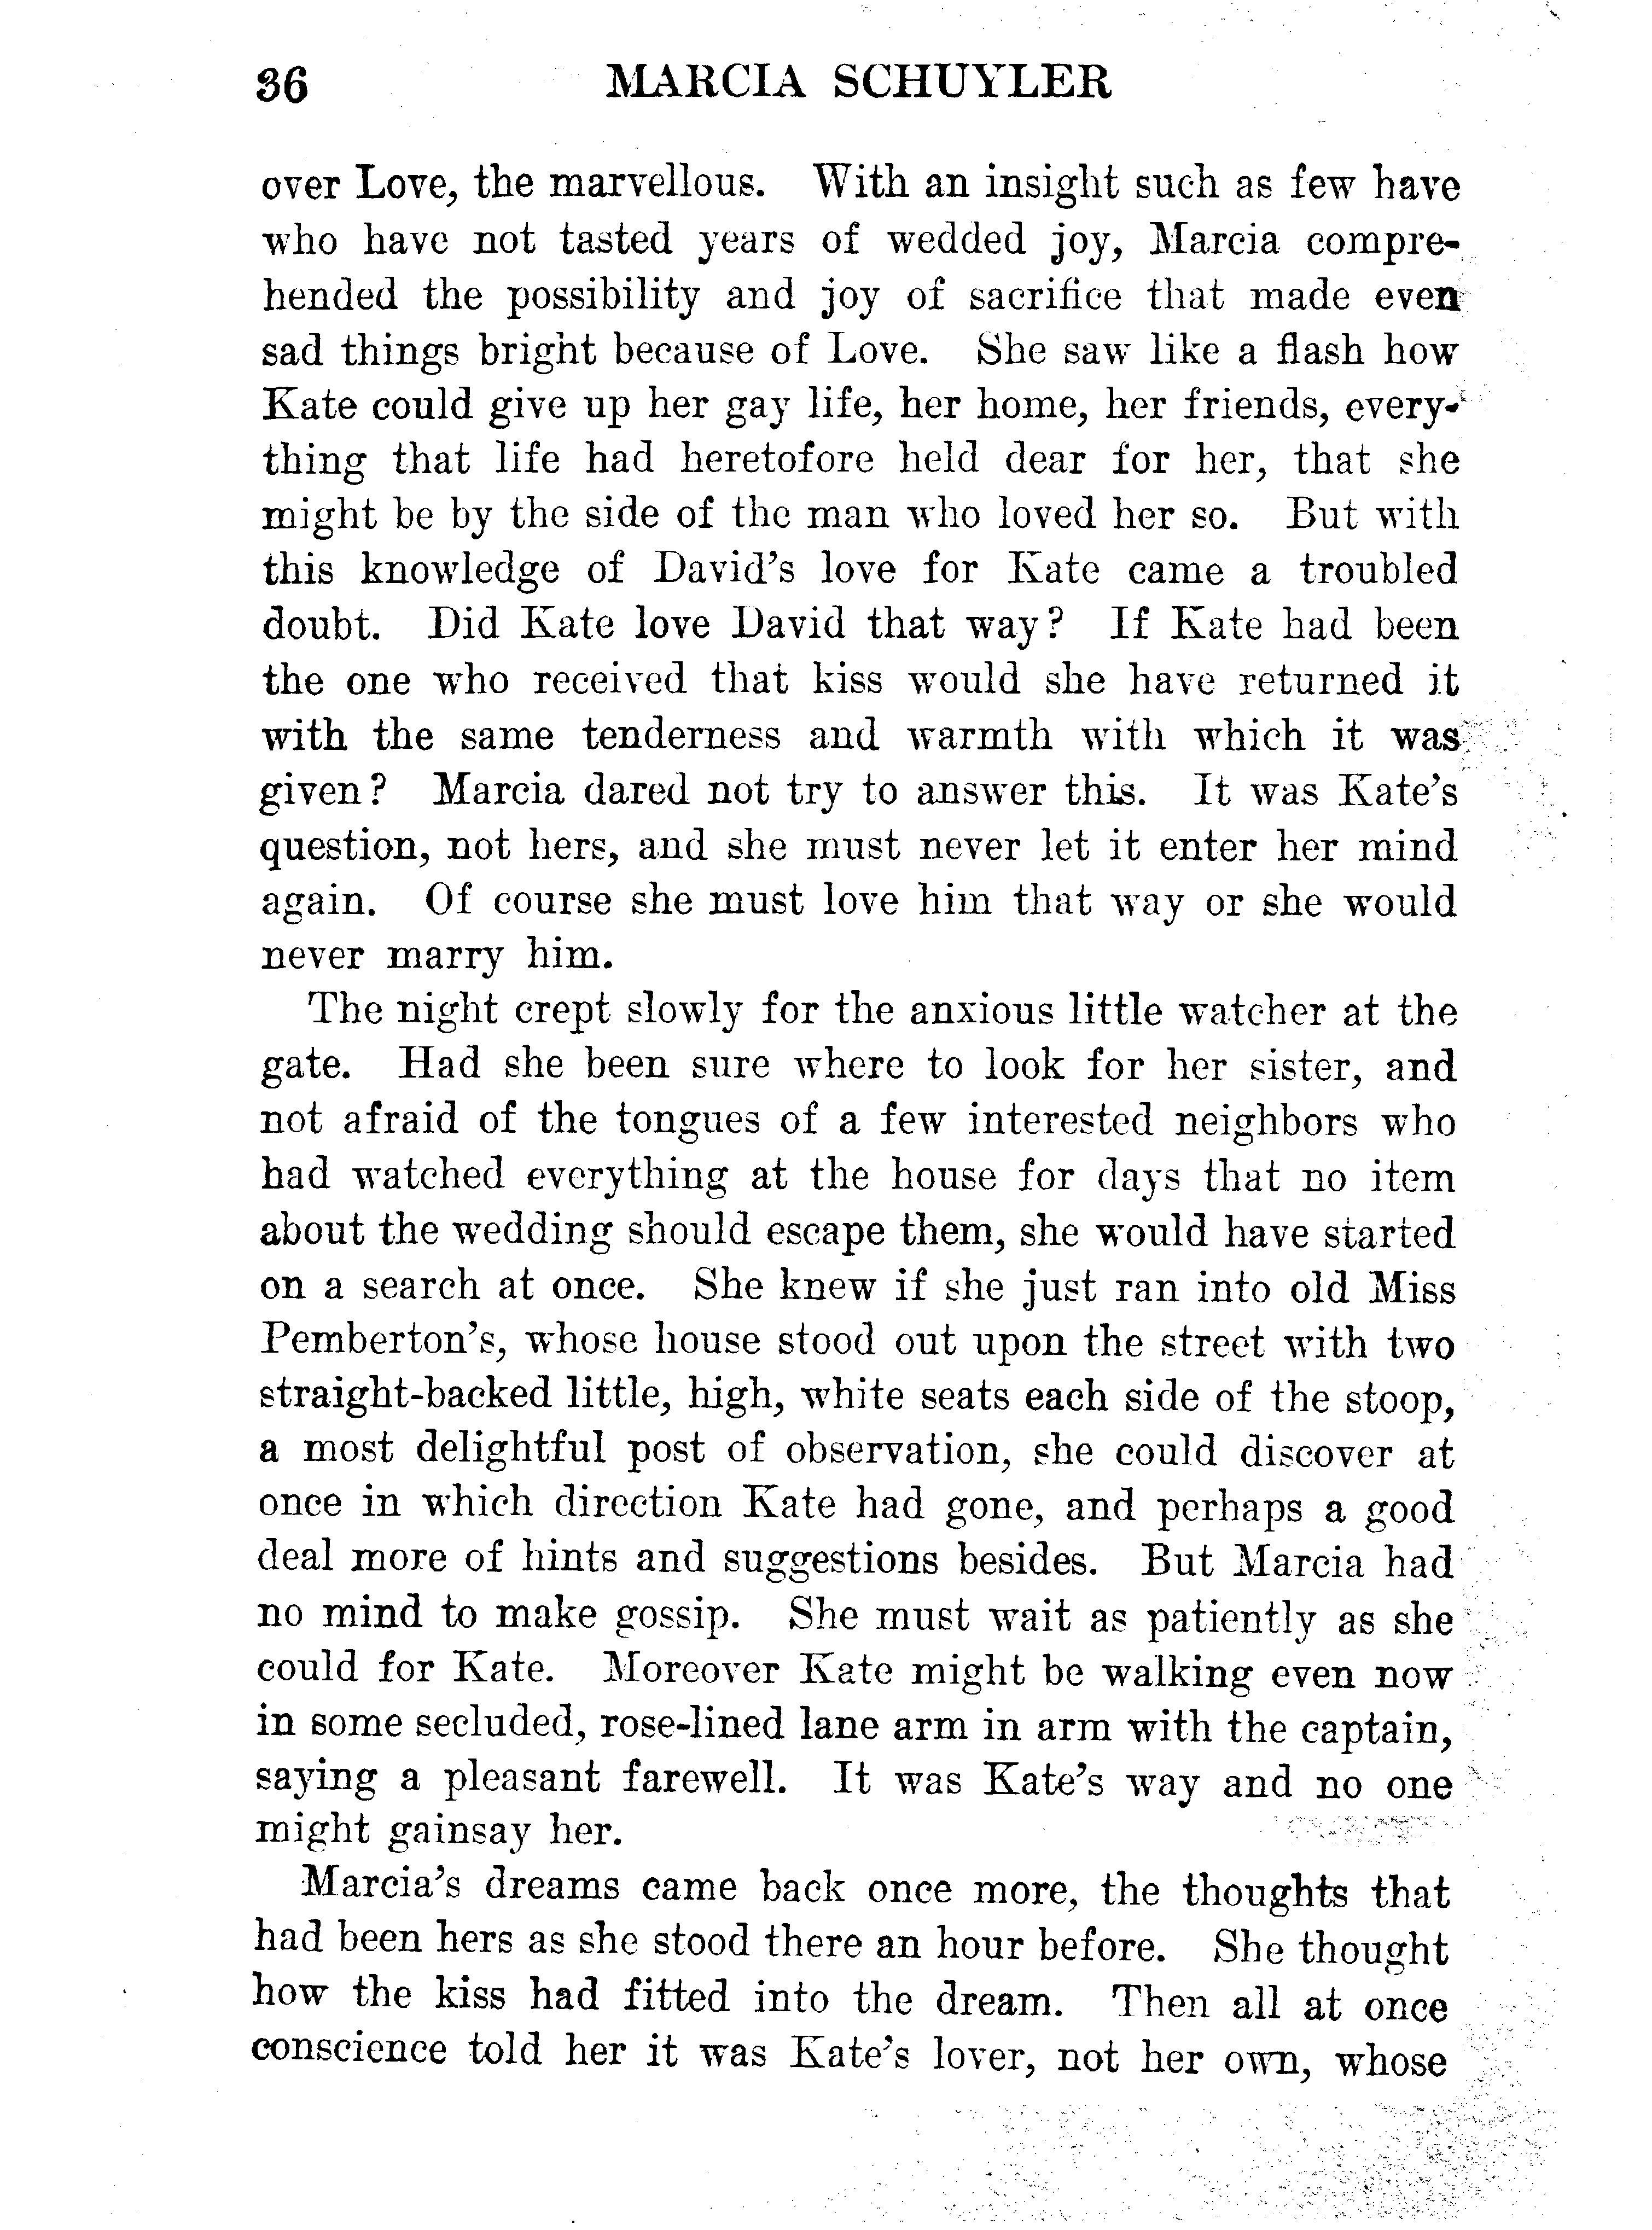 36 MARCIA SCHUYLER
over Love, the marvellous. With an insight such as few have
who have not tasted years of wedded joy, Marcia compre-
hended the possibility and joy of sacrifice that made even
sad things bright because of Love. She saw like a flash how
Kate could give up her gay life, her home, her friends, every-
thing that life had heretofore held dear for her, that she
might be by the side of the man who loved her so. But with
this knowledge of David's love for Kate came a troubled
doubt. Did Kate love David that way? If Kate had been
the one who received that kiss would she have returned it
with the same tenderness and warmth with which it was
given? Marcia dared not try to answer this. It was Kate's
question, not hers, and she must never let it enter her mind
again. Of course she must love him that way or she would
never marry him.
The night crept slowly for the anxious little watcher at the
gate. Had she been sure where to look for her sister, and
not afraid of the tongues of a few interested neighbors who
had watched everything at the house for days that no item
about the wedding should escape them, she would have started
on a search at once. She knew if she just ran into old Miss
Pemberton's, whose house stood out upon the street with two
straight-backed little, high, white seats each side of the stoop,
a most delightful post of observation, she could discover at
once in which direction Kate had gone, and perhaps a good
deal more of hints and suggestions besides. But Marcia had
no mind to make gossip. She must wait as patiently as she
could for Kate. Moreover Kate might be walking even now
in some secluded, rose-lined lane arm in arm with the captain,
saying a pleasant farewell. It was Kate's way and no one
might gainsay her.
Marcia's dreams came back once more, the thoughts that
had been hers as she stood there an hour before. She thought
how the kiss had fitted into the dream. Then all at once
conscience told her it was Kate's lover, not her own, whose